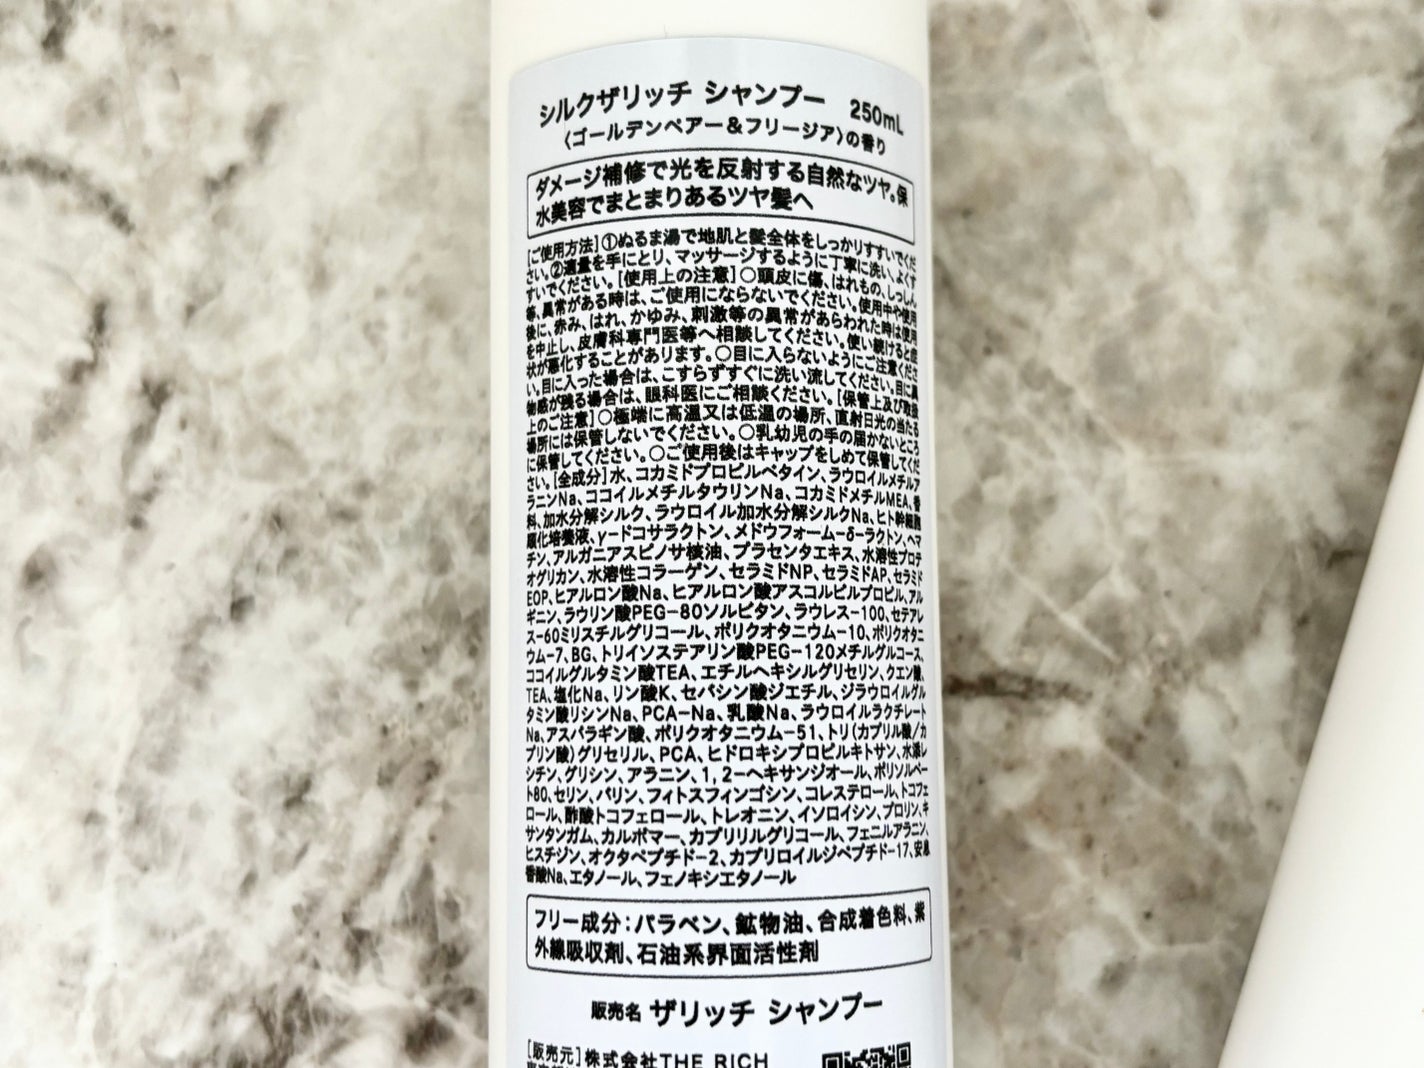 シルクザリッチ シャンプー 250mL
〈ゴールデンペアー＆フリージア〉の香り
ダメージ補修で光を反射する自然なツヤ。保
水美容でまとまりあるツヤ髪へ
[ご使用方法]①ぬるま湯で地肌と髪全体をしっかりすすいでくだ
さい。②適量を手にとり、マッサージするように丁寧に洗い、よくす
すいでください。[使用上の注意]○頭皮に傷、はれもの、しっしん
等、異常がある時は、ご使用にならないでください。使用中や使用
後に、赤み、はれ、かゆみ、刺激等の異常があらわれた時は使用
を中止し、皮膚科専門医等へ相談してください。使い続けると症
状が悪化することがあります。○目に入らないようにご注意くださ
い。目に入った場合は、こすらずすぐに洗い流してください。目に異
物感が残る場合は、眼科医にご相談ください。[保管上及び取扱
上のご注意]○極端に高温又は低温の場所、直射日光の当たる
場所には保管しないでください。○乳幼児の手の届かないところ
に保管してください。○ご使用後はキャップをしめて保管してくだ
さい。[全成分]水、コカミドプロピルベタイン、ラウロイルメチルア
ラニンNa、ココイルメチルタウリンNa、コカミドメチルMEA、香
料、加水分解シルク、ラウロイル加水分解シルクNa、ヒト幹細胞
順化培養液、γ－ドコサラクトン、メドウフォーム－δ－ラクトン、ヘマ
チン、アルガニアスピノサ核油、プラセンタエキス、水溶性プロテ
オグリカン、水溶性コラーゲン、セラミドNP、セラミドAP、セラミド
EOP、ヒアルロン酸Na、ヒアルロン酸アスコルビルプロピル、アル
ギニン、ラウリン酸PEG－80ソルビタン、ラウレス－100、セテアレ
ス－60ミリスチルグリコール、ポリクオタニウム－10、ポリクオタニ
ウム－7、BG、トリイソステアリン酸PEG－120メチルグルコース、
ココイルグルタミン酸TEA、エチルヘキシルグリセリン、クエン酸、
TEA、塩化Na、リン酸K、セバシン酸ジエチル、ジラウロイルグル
タミン酸リシンNa、PCA－Na、乳酸Na、ラウロイルラクチレート
Na、アスパラギン酸、ポリクオタニウム－51、トリ(カプリル酸／カ
プリン酸)グリセリル、PCA、ヒドロキシプロピルキトサン、水添レ
シチン、グリシン、アラニン、1,2－ヘキサンジオール、ポリソルベー
ト80、セリン、バリン、フィトスフィンゴシン、コレステロール、トコフェ
ロール、酢酸トコフェロール、トレオニン、イソロイシン、プロリン、キ
サンタンガム、カルボマー、カプリリルグリコール、フェニルアラニン、
ヒスチジン、オクタペプチド－2、カプロイルジペプチド－17、安息
香酸Na、エタノール、フェノキシエタノール
フリー成分：パラベン、鉱物油、合成着色料、紫
外線吸収剤、石油系界面活性剤
販売名 ザリッチ シャンプー
[販売元]株式会社THE RICH